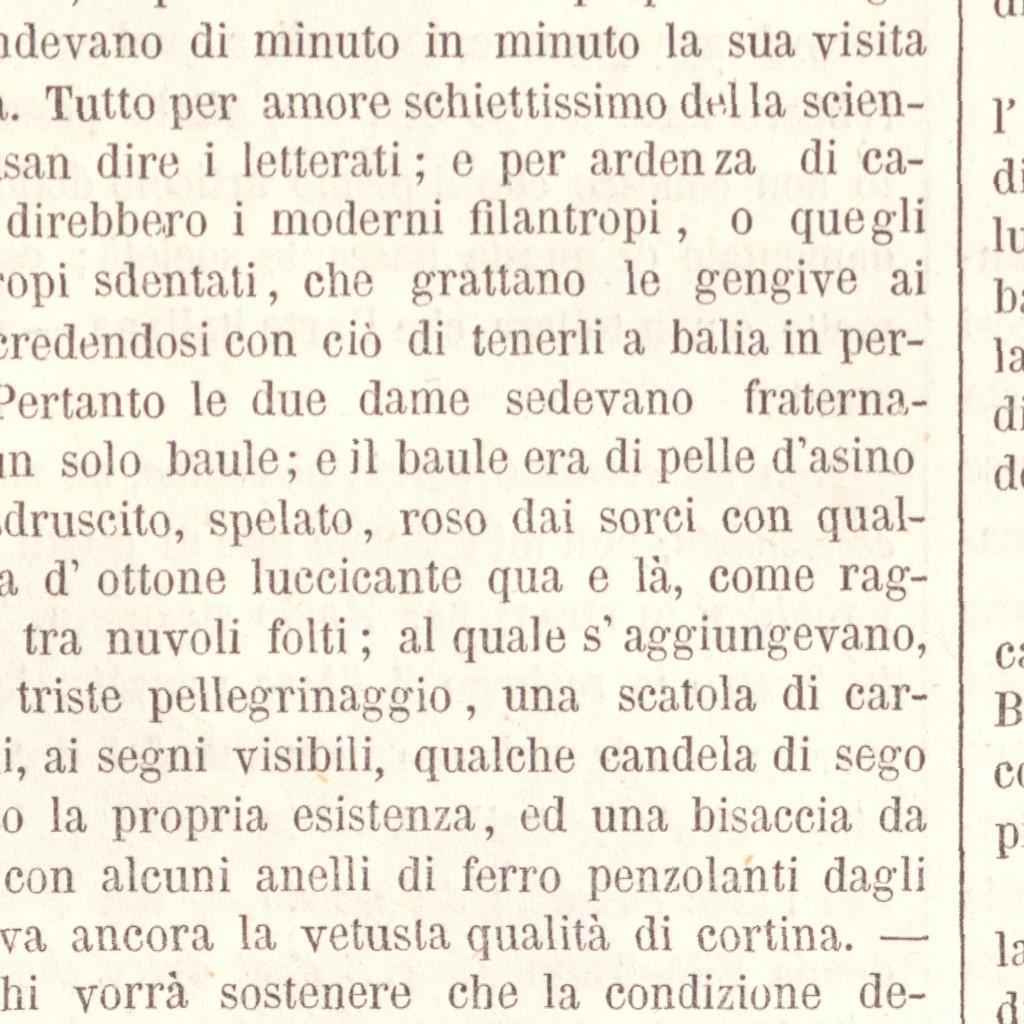 ndevano di minuto in minuto la sua visita
a. Tutto per amore schiettissimo della scien-
san dire i letterati; e per ardenza di ca-
direbbero i moderni filantropi, o quegli
ropi sdentati, che grattano le gengive ai
credendosi con ciò di tenerli a balia in per-
Pertanto le due dame sedevano fraterna-
un solo baule; e il baule era di pelle d'asino
sdruscito, spelato, roso dai sorci con qual-
a d' ottone luccicante qua e là, come rag-
tra nuvoli folti; al quale s' aggiungevano,
triste pellegrinaggio, una scatola di car-
i, ai segni visibili, qualche candela di sego
o la propria esistenza, ed una bisaccia da
con alcuni anelli di ferro penzolanti dagli
va ancora la vetusta qualità di cortina. —
hi vorrà sostenere che la condizione de-
l'
di
lu
ba
la
di
de
ca
B
co
pr
la
d